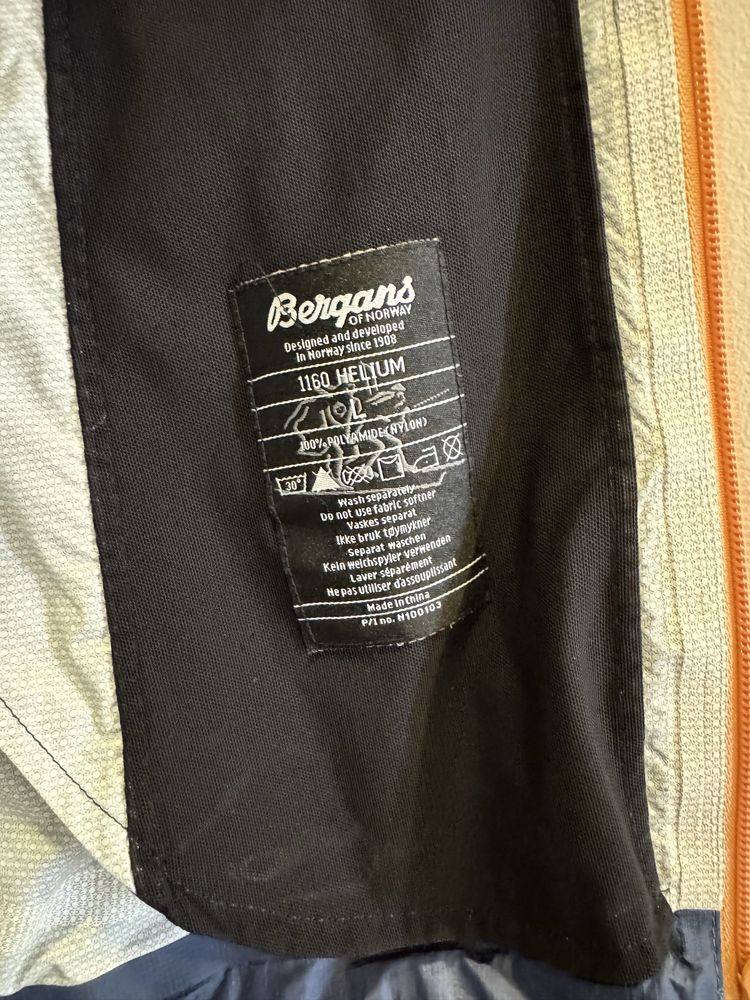 Bergans
OF NORWAY
Designed and developed
in Norway since 1908
1160 HELIUM
L
100% POLYAMIDE (NYLON)
30°
Wash separately
Do not use fabric softner
Vaskes separat
Ikke bruk tøymykner
Separat waschen
Kein weichspyler verwenden
Laver séparément
Ne pas utiliser d'assouplissant
Made in China
P/I no. N100103